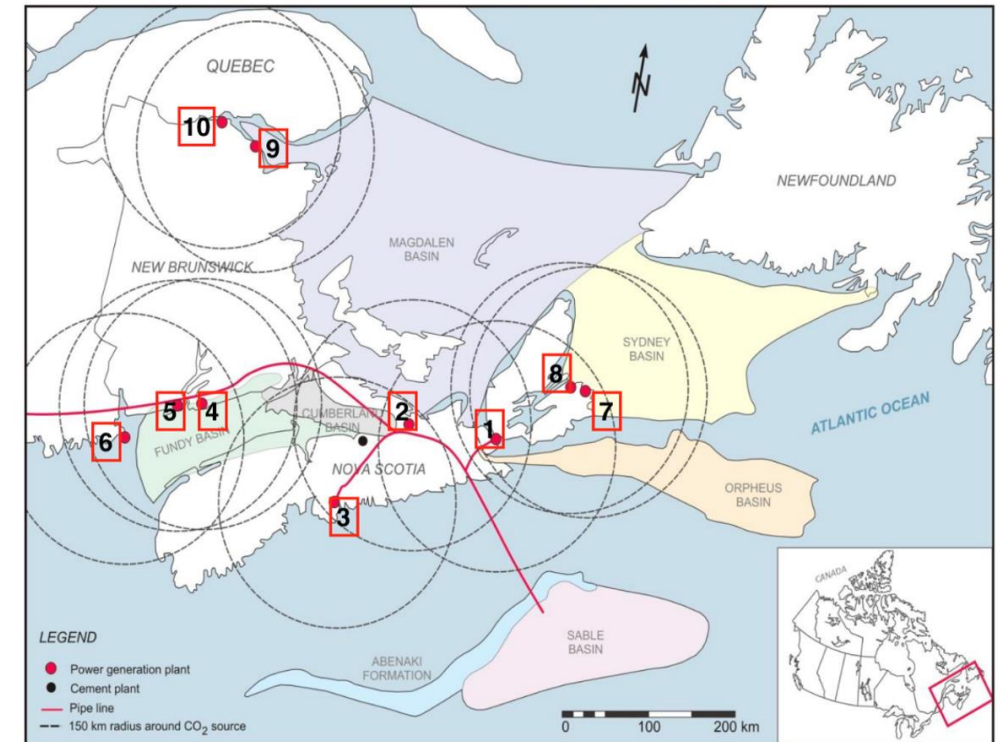 QUEBEC
N
10
9
NEWFOUNDLAND
MAGDALEN
BASIN
NEW BRUNSWICK
SYDNEY
BASIN
8
7
5
4
2
1
6
CUMBERLAND
BASIN
FUNDY BASIN
ATLANTIC OCEAN
NOVA SCOTIA
3
ORPHEUS
BASIN
CANADA
SABLE
BASIN
ABENAKI
FORMATION
LEGEND
Power generation plant
Cement plant
Pipe line
150 km radius around CO2 source
0 100 200 km